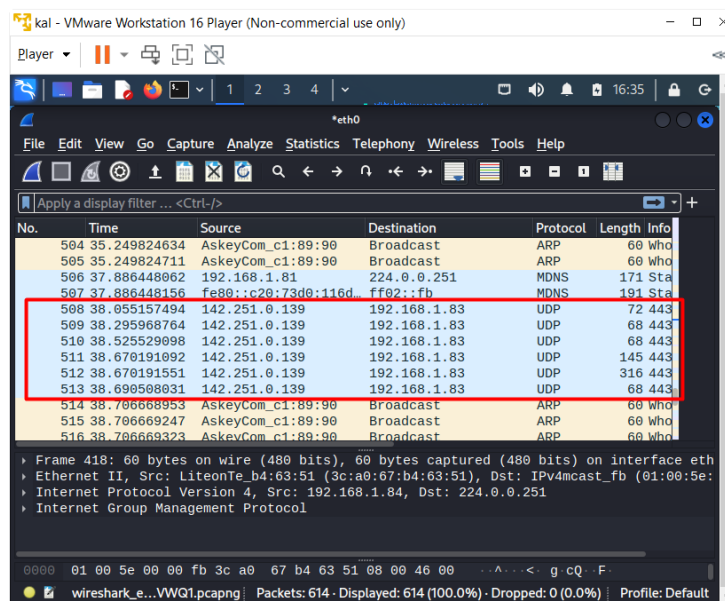 kal - VMware Workstation 16 Player (Non-commercial use only)
Player
1 2 3 4 16:35
*eth0
File Edit View Go Capture Analyze Statistics Telephony Wireless Tools Help
Apply a display filter ... <Ctrl-/>
No. Time Source Destination Protocol Length Info
504 35.249824634 AskeyCom_c1:89:90 Broadcast ARP 60 Who
505 35.249824711 AskeyCom_c1:89:90 Broadcast ARP 60 Who
506 37.886448062 192.168.1.81 224.0.0.251 MDNS 171 Sta
507 37.886448156 fe80::c20:73d0:116d… ff02::fb MDNS 191 Sta
508 38.055157494 142.251.0.139 192.168.1.83 UDP 72 443
509 38.295968764 142.251.0.139 192.168.1.83 UDP 68 443
510 38.525529098 142.251.0.139 192.168.1.83 UDP 68 443
511 38.670191092 142.251.0.139 192.168.1.83 UDP 145 443
512 38.670191551 142.251.0.139 192.168.1.83 UDP 316 443
513 38.690508031 142.251.0.139 192.168.1.83 UDP 68 443
514 38.706668953 AskeyCom_c1:89:90 Broadcast ARP 60 Who
515 38.706669247 AskeyCom_c1:89:90 Broadcast ARP 60 Who
516 38.706669323 AskeyCom_c1:89:90 Broadcast ARP 60 Who
Frame 418: 60 bytes on wire (480 bits), 60 bytes captured (480 bits) on interface eth
Ethernet II, Src: LiteonTe_b4:63:51 (3c:a0:67:b4:63:51), Dst: IPv4mcast_fb (01:00:5e:
Internet Protocol Version 4, Src: 192.168.1.84, Dst: 224.0.0.251
Internet Group Management Protocol
0000 01 00 5e 00 00 fb 3c a0 67 b4 63 51 08 00 46 00 ··^···<· g·cQ··F·
wireshark_e...VWQ1.pcapng Packets: 614 · Displayed: 614 (100.0%) · Dropped: 0 (0.0%) Profile: Default